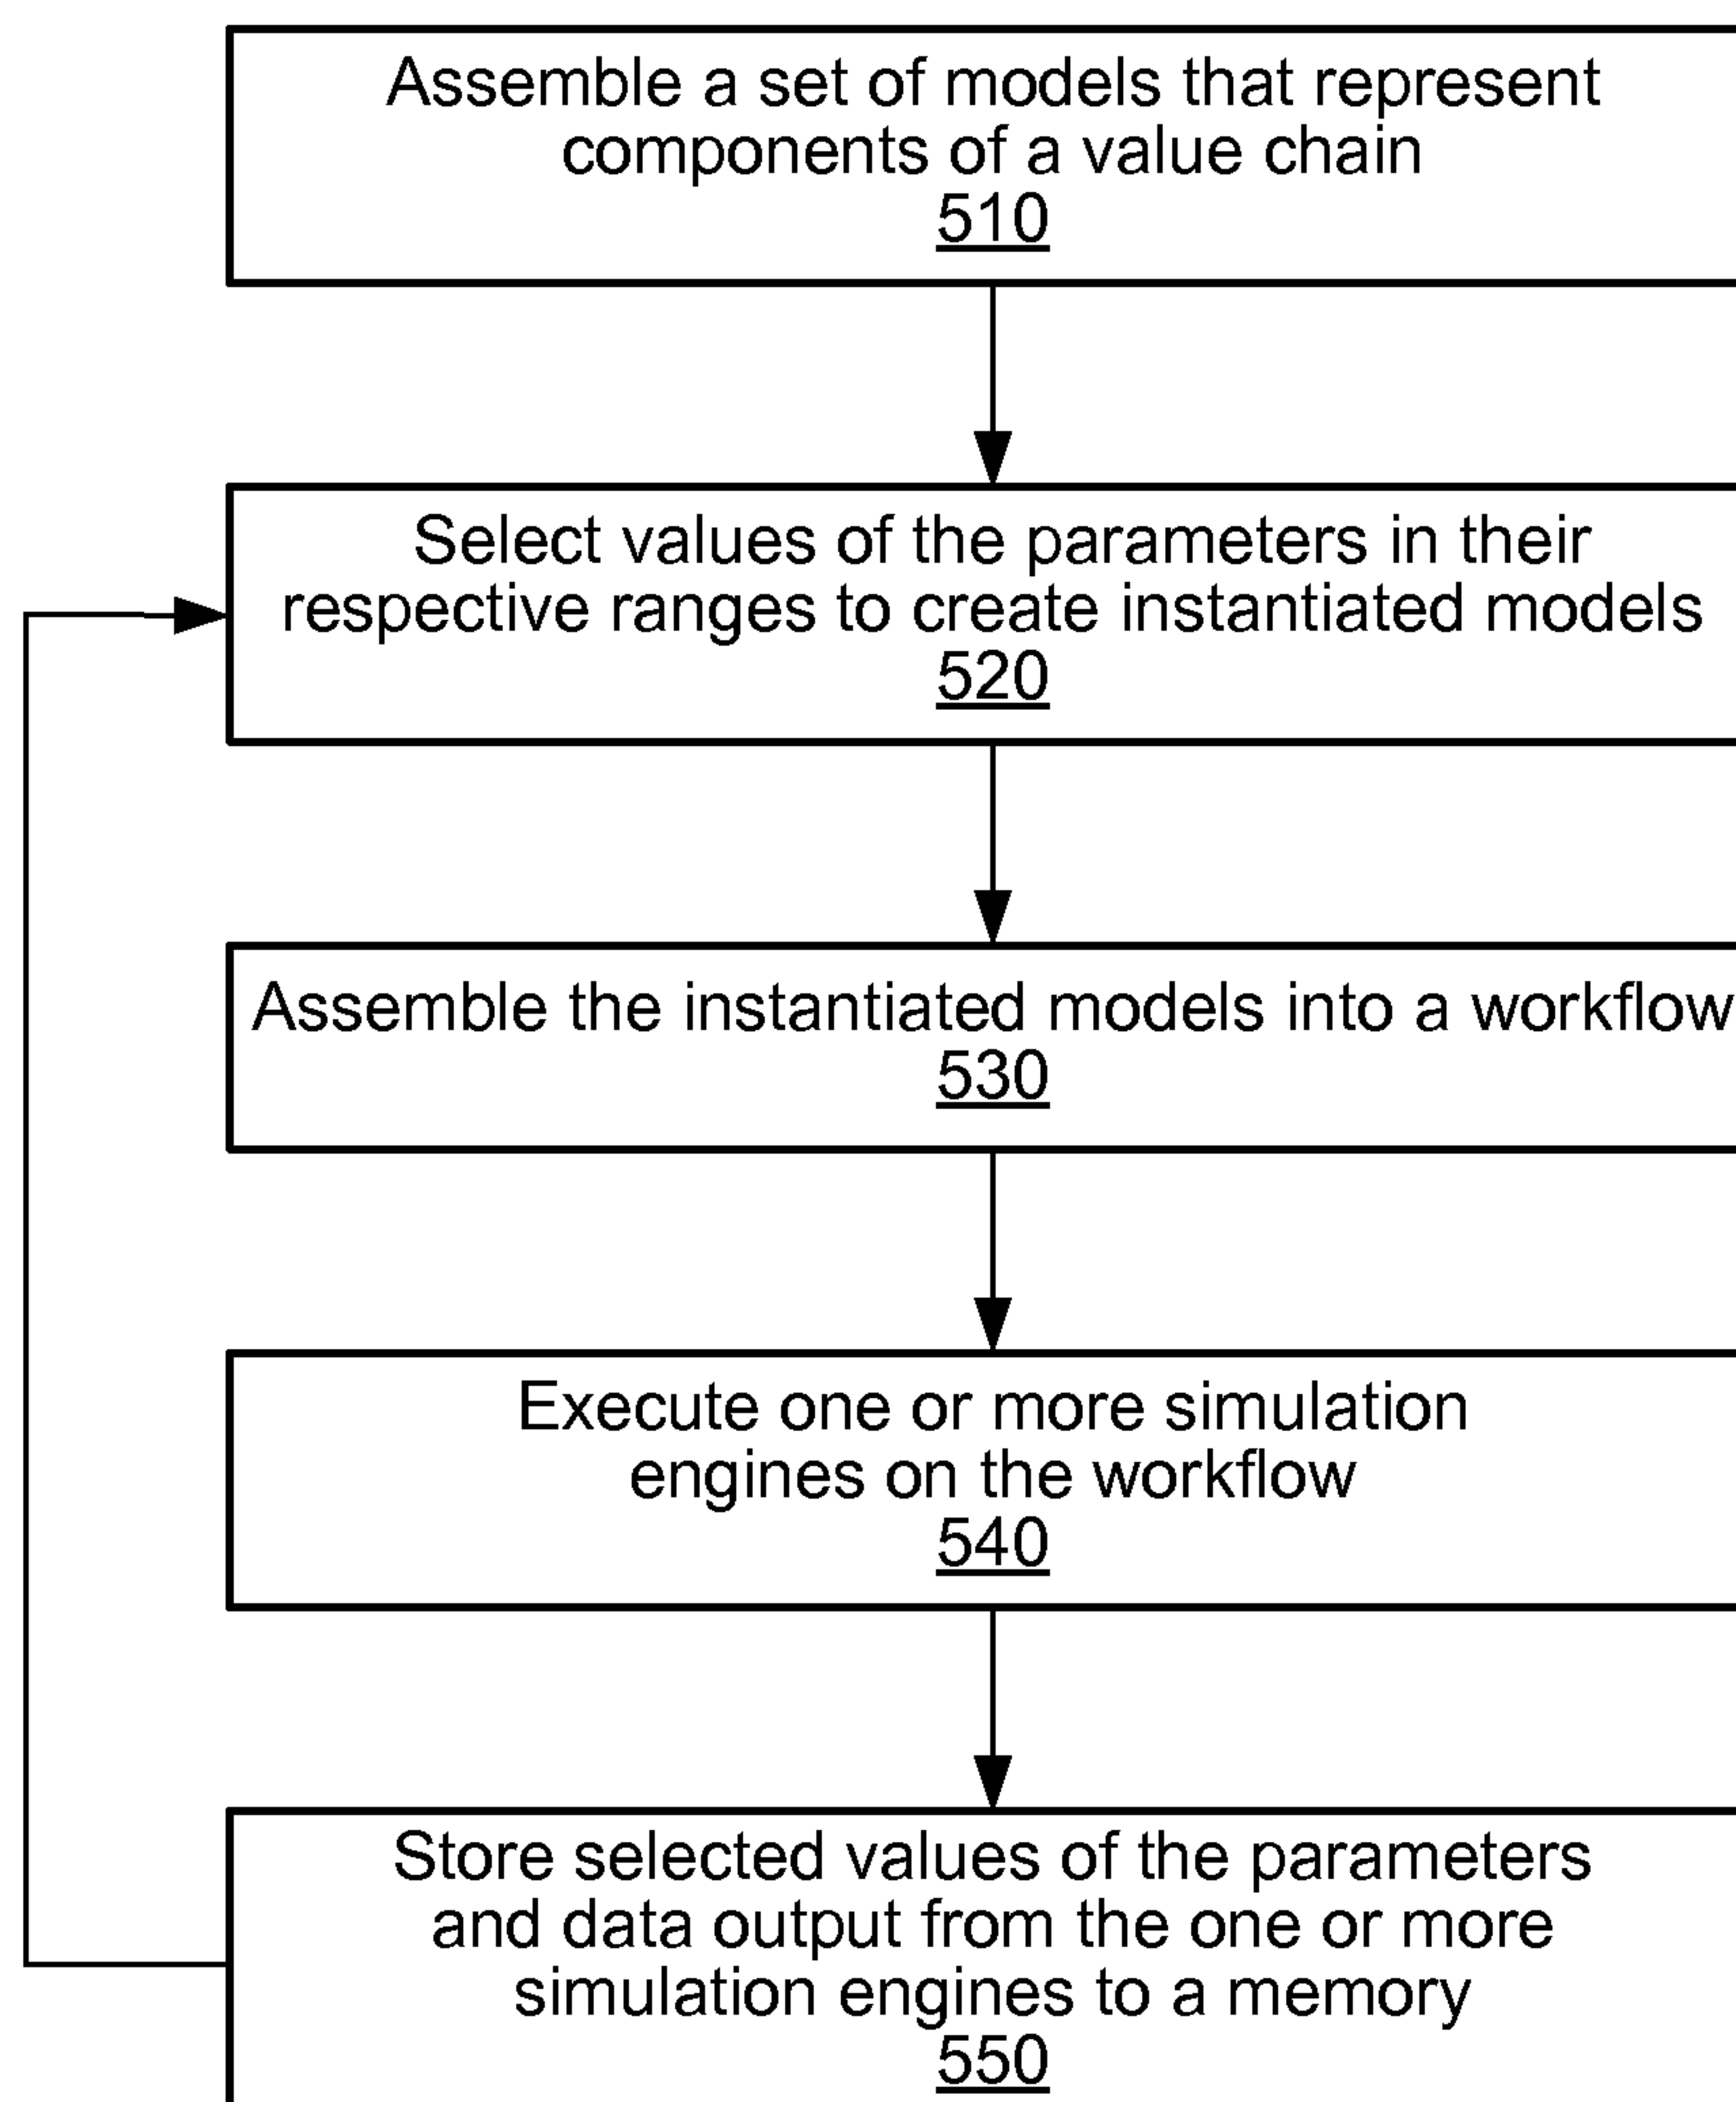 Assemble a set of models that represent
components of a value chain
510
Select values of the parameters in their
respective ranges to create instantiated models
520
Assemble the instantiated models into a workflow
530
Execute one or more simulation
engines on the workflow
540
Store selected values of the parameters
and data output from the one or more
simulation engines to a memory
550